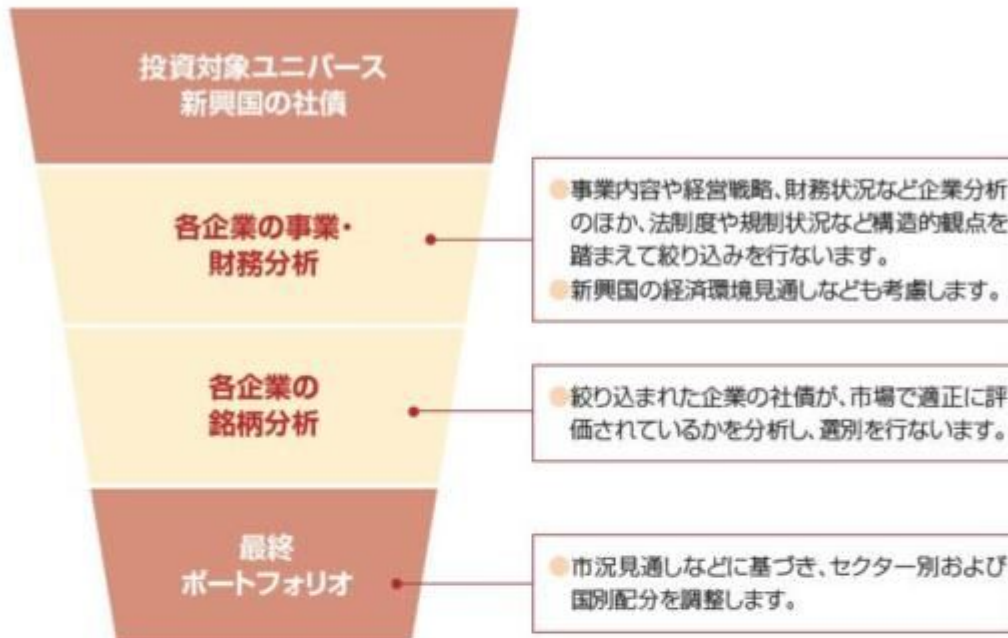 投資対象ユニバース
新興国の社債
各企業の事業・
財務分析
●事業内容や経営戦略、財務状況など企業分析
のほか、法制度や規制状況など構造的観点を
踏まえて絞り込みを行ないます。
●新興国の経済環境見通しなども考慮します。
各企業の
銘柄分析
●絞り込まれた企業の社債が、市場で適正に評
価されているかを分析し、選別を行ないます。
最終
ポートフォリオ
●市況見通しなどに基づき、セクター別および
国別配分を調整します。